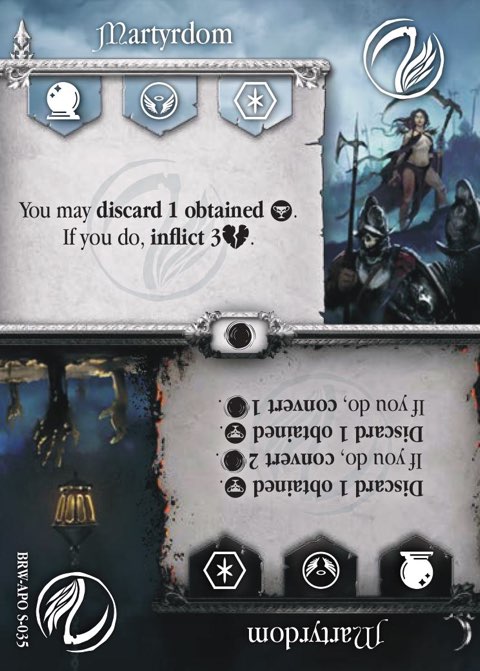 Martyrdom
You may discard 1 obtained .
If you do, inflict 3 .
Martyrdom
Discard 1 obtained .
If you do, convert 2 .
Discard 1 obtained .
If you do, convert 1 .
BRW-APO S-035